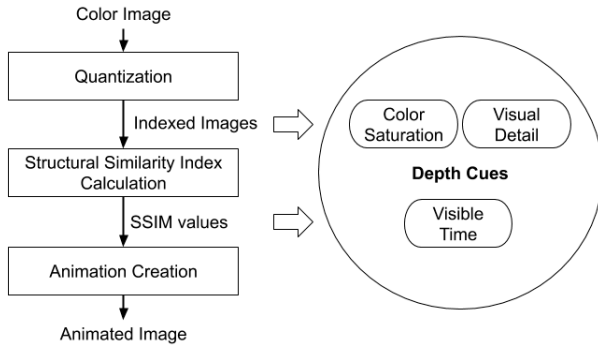 Color Image
Quantization
Indexed Images
Structural Similarity Index
Calculation
SSIM values
Animation Creation
Animated Image
Color
Saturation
Visual
Detail
Depth Cues
Visible
Time